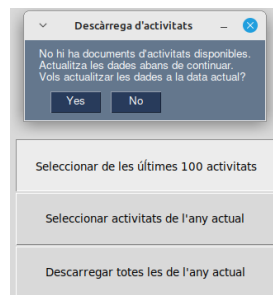 Descàrrega d'activitats
No hi ha documents d'activitats disponibles.
Actualitza les dades abans de continuar.
Vols actualitzar les dades a la data actual?
Yes No
Seleccionar de les últimes 100 activitats
Seleccionar activitats de l'any actual
Descarregar totes les de l'any actual